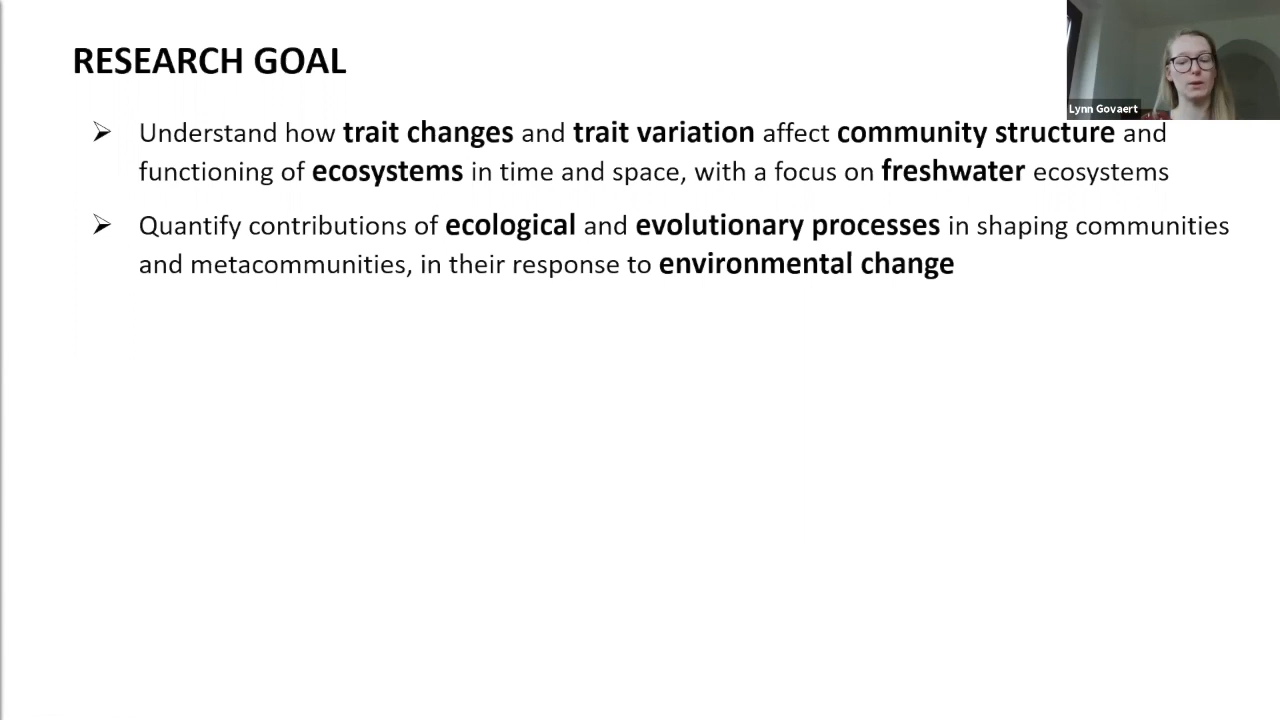 RESEARCH GOAL
Lynn Govaert
➢ Understand how trait changes and trait variation affect community structure and
functioning of ecosystems in time and space, with a focus on freshwater ecosystems
➢ Quantify contributions of ecological and evolutionary processes in shaping communities
and metacommunities, in their response to environmental change